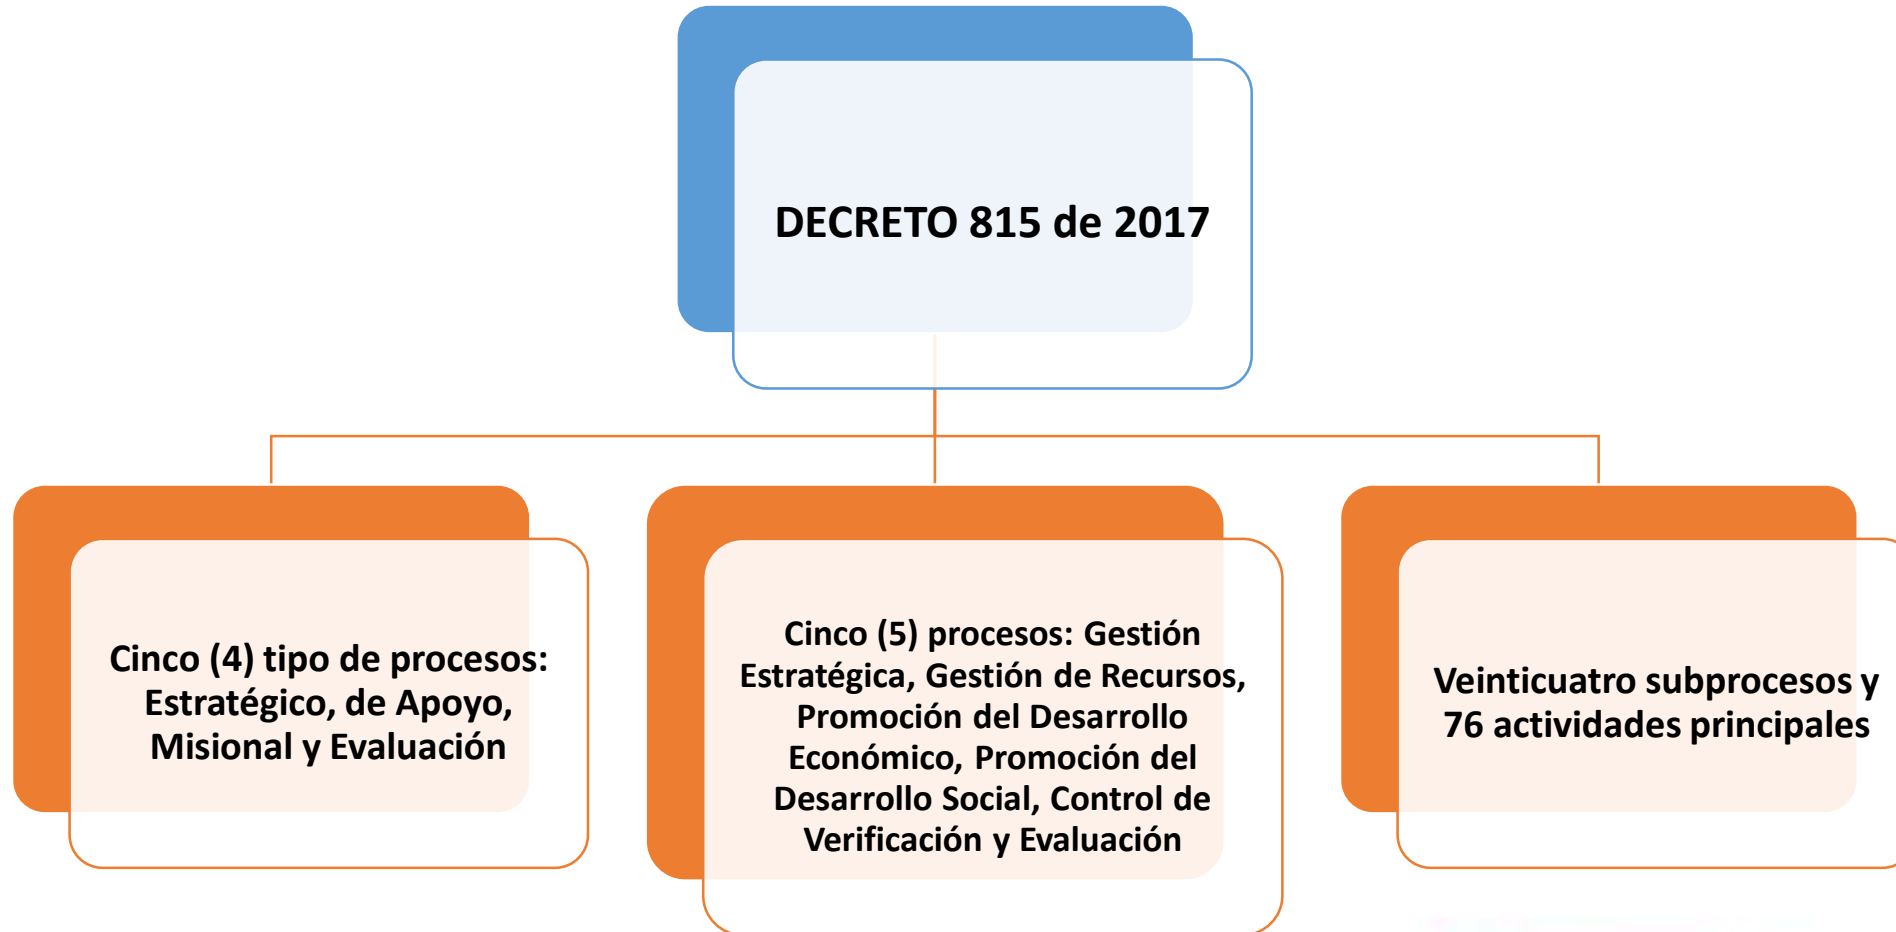 DECRETO 815 de 2017
Cinco (4) tipo de procesos:
Estratégico, de Apoyo,
Misional y Evaluación
Cinco (5) procesos: Gestión
Estratégica, Gestión de Recursos,
Promoción del Desarrollo
Económico, Promoción del
Desarrollo Social, Control de
Verificación y Evaluación
Veinticuatro subprocesos y
76 actividades principales